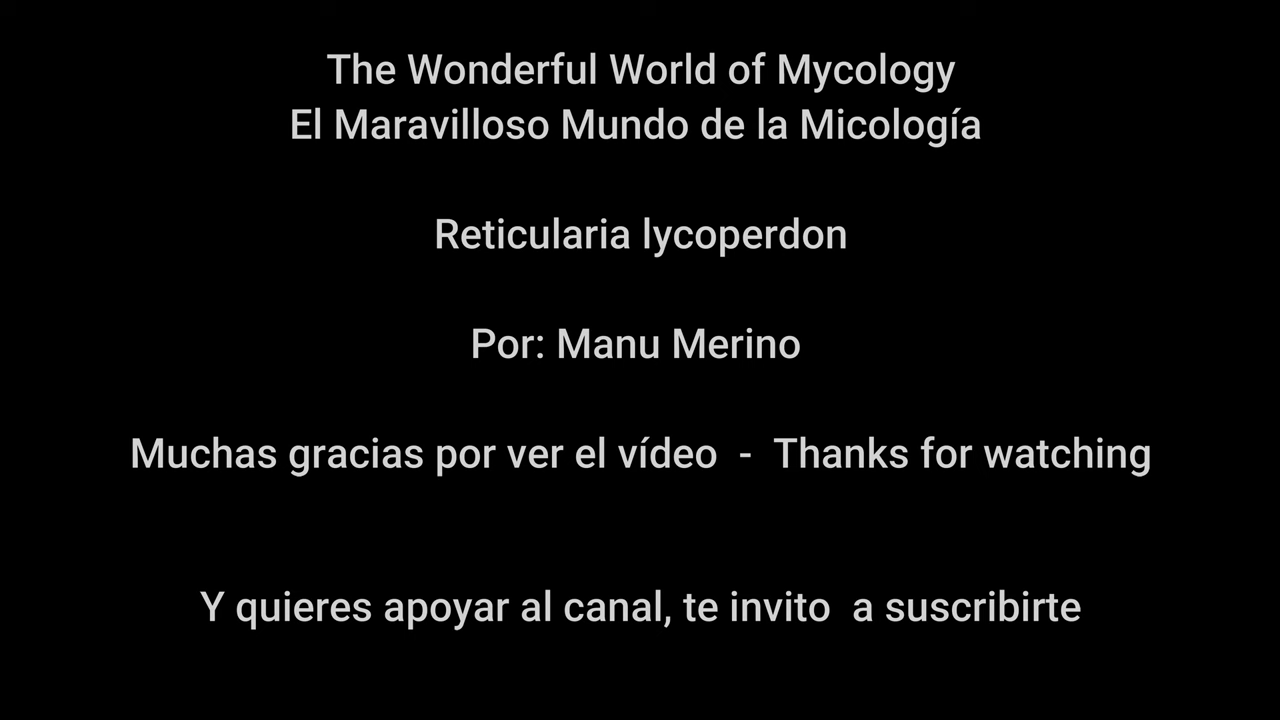 The Wonderful World of Mycology
El Maravilloso Mundo de la Micología
Reticularia lycoperdon
Por: Manu Merino
Muchas gracias por ver el vídeo - Thanks for watching
Y quieres apoyar al canal, te invito a suscribirte